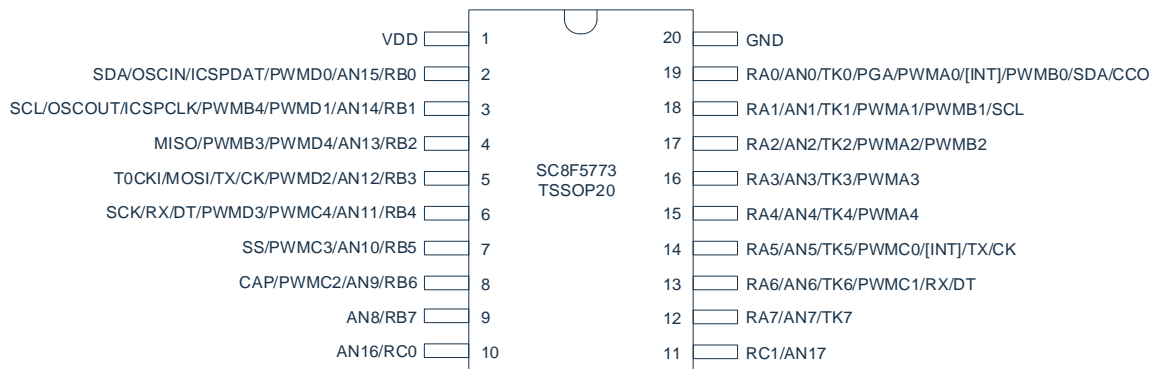 VDD 1 20 GND
SDA/OSCIN/ICSPDAT/PWMD0/AN15/RB0 2 19 RA0/AN0/TK0/PGA/PWMA0/[INT]/PWMB0/SDA/CCO
SCL/OSCOUT/ICSPCLK/PWMB4/PWMD1/AN14/RB1 3 18 RA1/AN1/TK1/PWMA1/PWMB1/SCL
MISO/PWMB3/PWMD4/AN13/RB2 4 17 RA2/AN2/TK2/PWMA2/PWMB2
SC8F5773
T0CKI/MOSI/TX/CK/PWMD2/AN12/RB3 5 16 RA3/AN3/TK3/PWMA3
TSSOP20
SCK/RX/DT/PWMD3/PWMC4/AN11/RB4 6 15 RA4/AN4/TK4/PWMA4
SS/PWMC3/AN10/RB5 7 14 RA5/AN5/TK5/PWMC0/[INT]/TX/CK
CAP/PWMC2/AN9/RB6 8 13 RA6/AN6/TK6/PWMC1/RX/DT
AN8/RB7 9 12 RA7/AN7/TK7
AN16/RC0 10 11 RC1/AN17